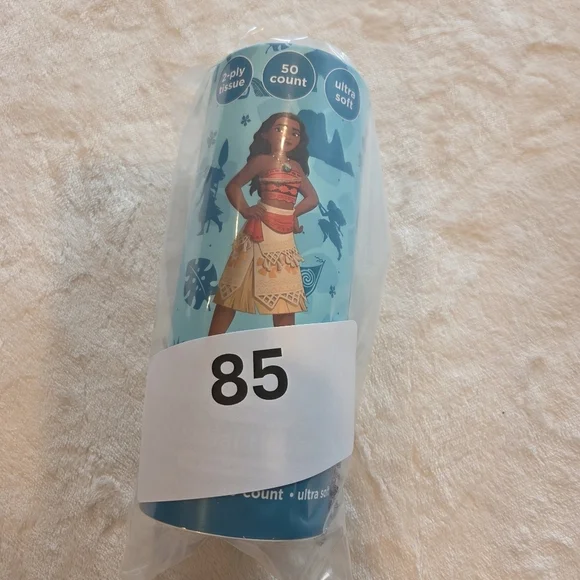 2-ply
tissue
50
count
ultra
soft
85
count • ultra soft